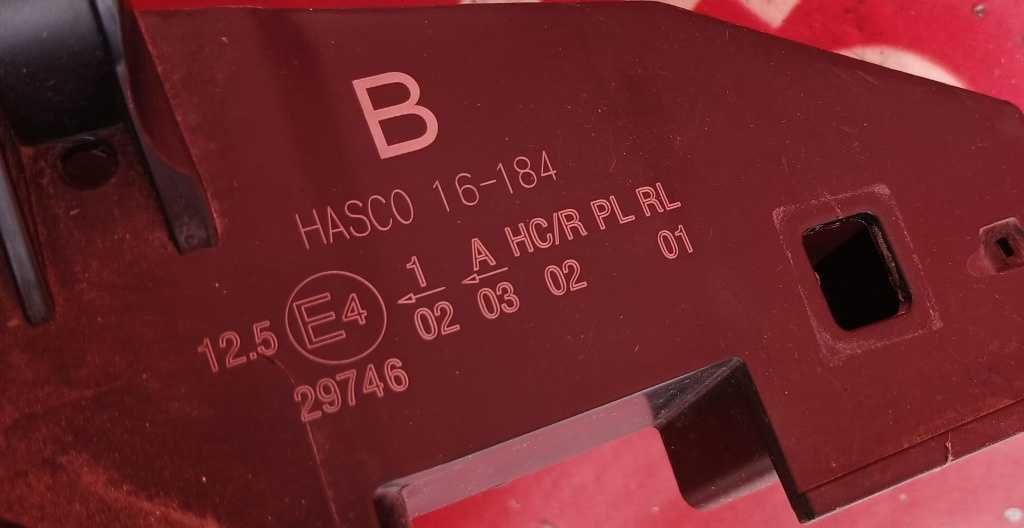 B
HASCO 16-184
12.5 E4 1 A HC/R PL RL
02 03 02 01
29746